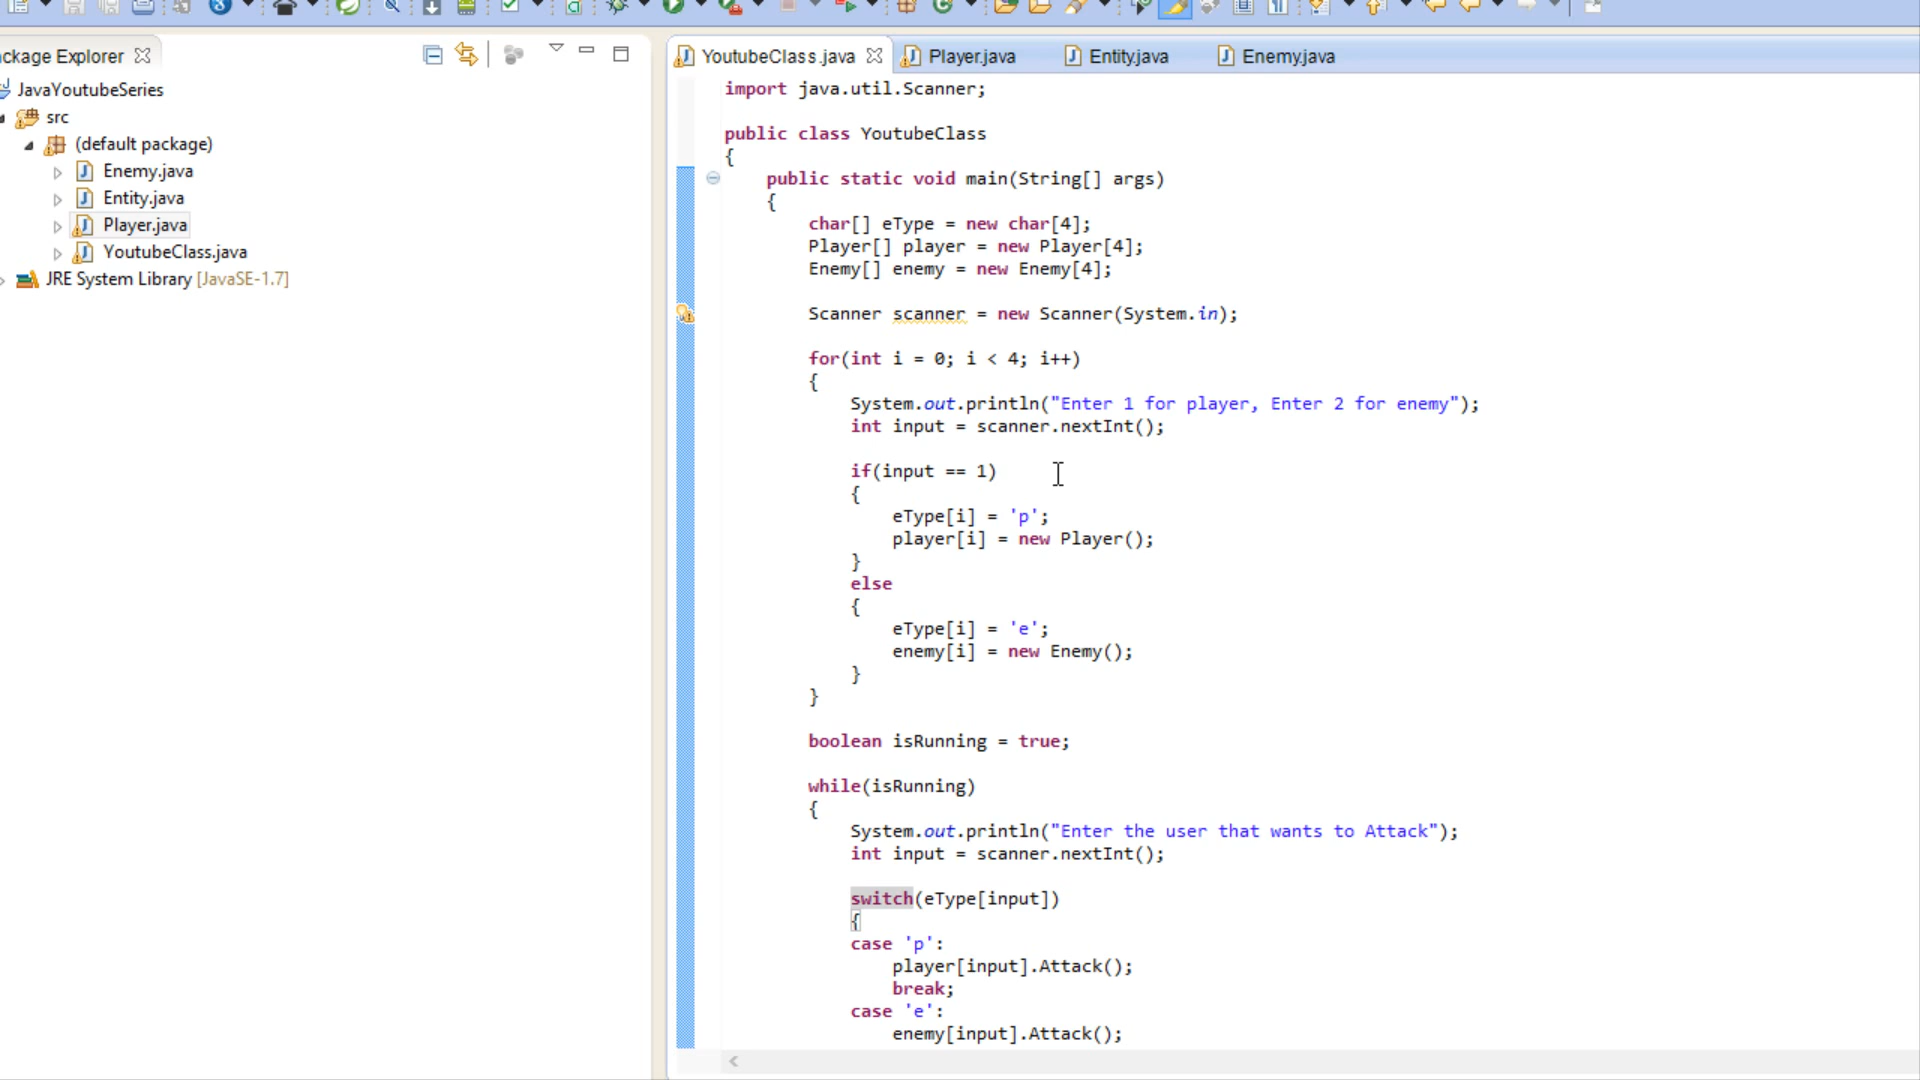 ckage Explorer
JavaYoutubeSeries
src
(default package)
Enemy.java
Entity.java
Player.java
YoutubeClass.java
JRE System Library [JavaSE-1.7]
YoutubeClass.java
Player.java
Entity.java
Enemy.java
import java.util.Scanner;
public class YoutubeClass
{
public static void main(String[] args)
{
char[] eType = new char[4];
Player[] player = new Player[4];
Enemy[] enemy = new Enemy[4];
Scanner scanner = new Scanner(System.in);
for(int i = 0; i < 4; i++)
{
System.out.println("Enter 1 for player, Enter 2 for enemy");
int input = scanner.nextInt();
if(input == 1)
{
eType[i] = 'p';
player[i] = new Player();
}
else
{
eType[i] = 'e';
enemy[i] = new Enemy();
}
}
boolean isRunning = true;
while(isRunning)
{
System.out.println("Enter the user that wants to Attack");
int input = scanner.nextInt();
switch(eType[input])
{
case 'p':
player[input].Attack();
break;
case 'e':
enemy[input].Attack();